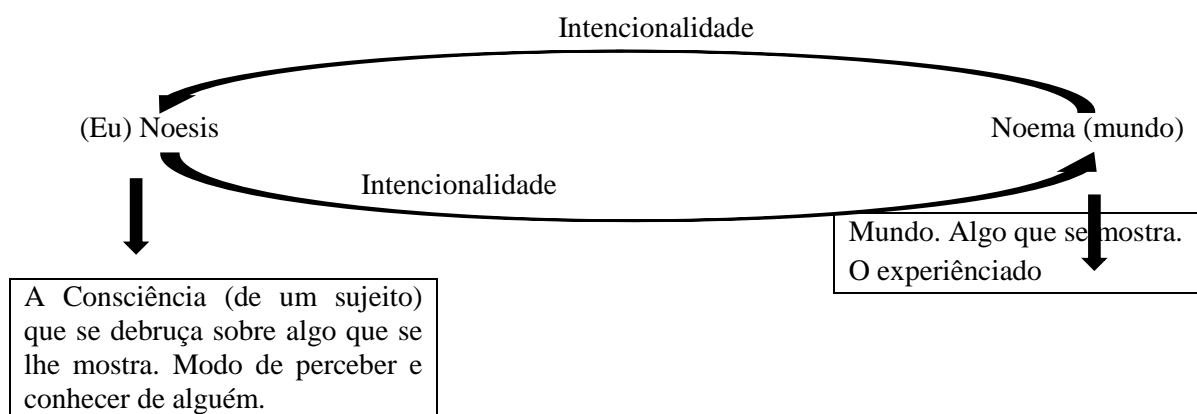 Intencionalidade
(Eu) Noesis
Noema (mundo)
Intencionalidade
Mundo. Algo que se mostra.
O experiênciado
A Consciência (de um sujeito)
que se debruça sobre algo que se
lhe mostra. Modo de perceber e
conhecer de alguém.